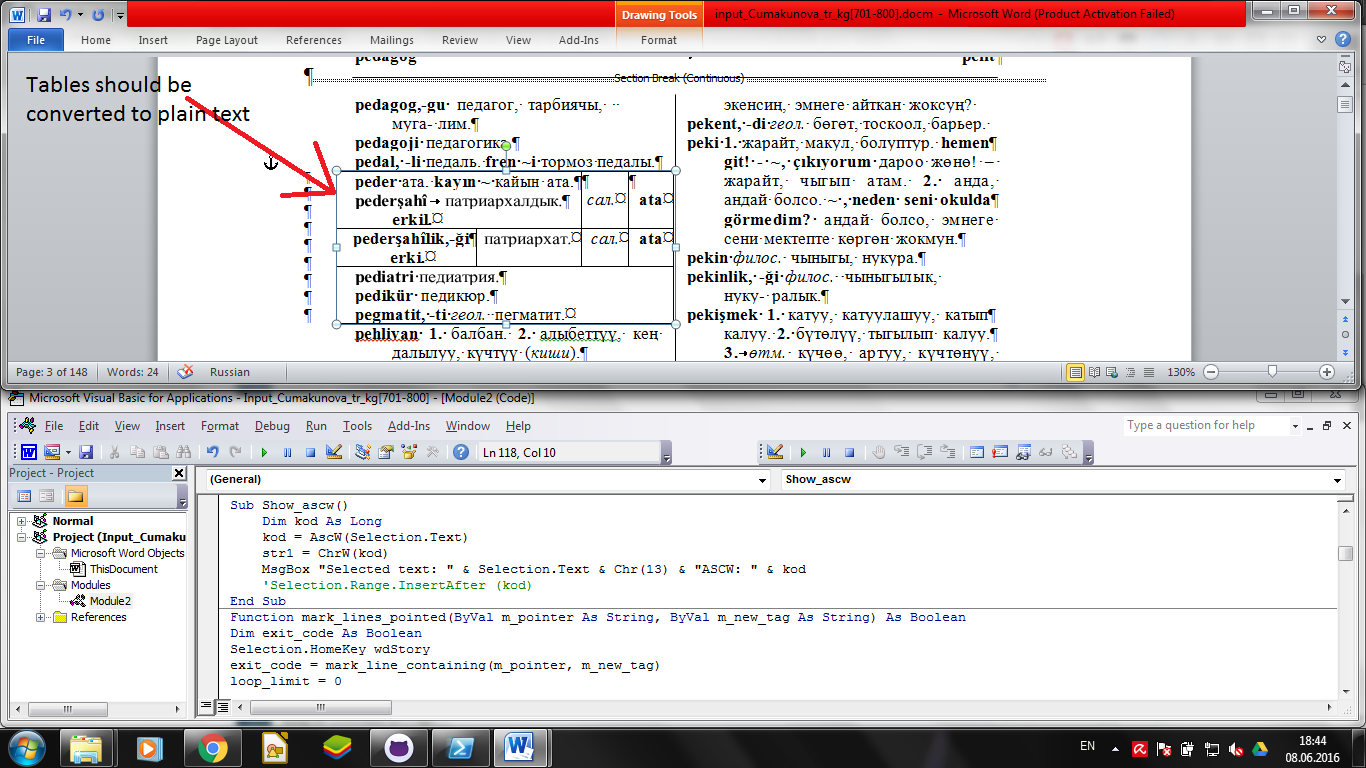 Drawing Tools
input_Cumakunova_tr_kg[701-800].docm - Microsoft Word (Product Activation Failed)
File Home Insert Page Layout References Mailings Review View Add-Ins Format
Tables should be
converted to plain text
pedagog
pent¶
¶ Section Break (Continuous)
pedagog,-gu· педагог, тарбиячы,
муга- лим.¶
pedagoji педагогика¶
pedal, -li педаль. fren ~i тормоз педалы.¶
peder ата. kayın ~ кайын ата.¶ ¶ ¶
pederşahî → патриархалдык.¶ сал.¤ ata¤
erkil¤
pederşahîlik,-ği¶ патриархат.¤ сал.¤ ata¤
erki.¤
pediatri педиатрия.¶
pedikür педикюр.¶
pegmatit, -ti геол. пегматит.¤
pehlivan 1. балбан. 2. алыбеттүү, кең
далылуу, күчтүү (киши).¶
экенсиң, эмнеге айткан жоксуң?
pekent, -di геол. бөгөт, тоскоол, барьер.
peki 1. жарайт, макул, болуптур. hemen
git! - ~, çıkıyorum дароо жөнө! –
жарайт, чыгып атам. 2. анда,
андай болсо. ~, neden seni okulda
görmedim? андай болсо, эмнеге
сени мектепте көргөн жокмун.¶
pekin филос. чыныгы, нукура.
pekinlik, -ği филос. чыныгылык,
нуку- ралык.¶
pekişmek 1. катуу, катуулашуу, катып
калуу. 2. бүтөлүү, тыгылып калуу.
3.→өтм. күчөө, артуу, күчтөнүү,
Page: 3 of 148 Words: 24 Russian 130%
Microsoft Visual Basic for Applications - Input_Cumakunova_tr_kg[701-800] - [Module2 (Code)]
File Edit View Insert Format Debug Run Tools Add-Ins Window Help
Type a question for help
Ln 118, Col 10
Project - Project
Normal
Project (Input_Cumaku
Microsoft Word Objects
ThisDocument
Modules
Module2
References
(General) Show_ascw
Sub Show_ascw()
Dim kod As Long
kod = AscW(Selection.Text)
str1 = ChrW(kod)
MsgBox "Selected text: " & Selection.Text & Chr(13) & "ASCW: " & kod
'Selection.Range.InsertAfter (kod)
End Sub
Function mark_lines_pointed(ByVal m_pointer As String, ByVal m_new_tag As String) As Boolean
Dim exit_code As Boolean
Selection.HomeKey wdStory
exit_code = mark_line_containing(m_pointer, m_new_tag)
loop_limit = 0
EN
18:44
08.06.2016